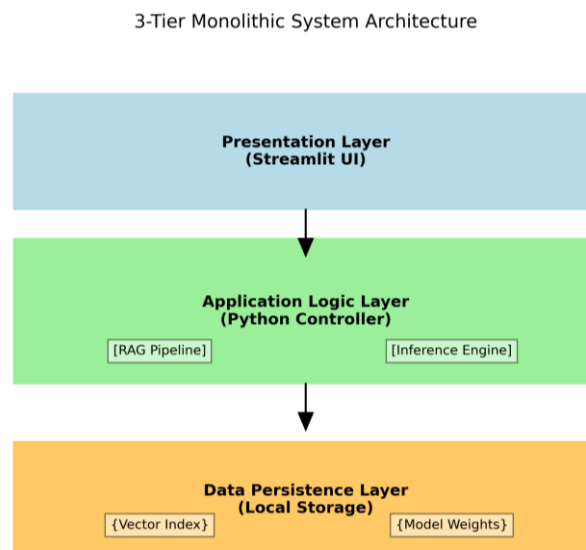 3-Tier Monolithic System Architecture
Presentation Layer
(Streamlit UI)
Application Logic Layer
(Python Controller)
[RAG Pipeline]
[Inference Engine]
Data Persistence Layer
(Local Storage)
{Vector Index}
{Model Weights}